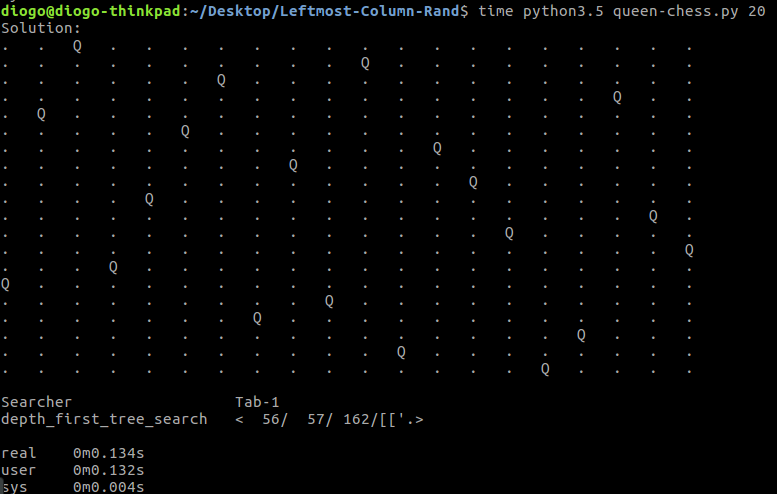 diogo@diogo-thinkpad:~/Desktop/Leftmost-Column-Rand$ time python3.5 queen-chess.py 20
Solution:
. . Q . . . . . . . . . . . . . . . . .
. . . . . . . . . . Q . . . . . . . . .
. . . . . . Q . . . . . . . . . . . . .
. . . . . . . . . . . . . . . . . Q . .
. Q . . . . . . . . . . . . . . . . . .
. . . . . Q . . . . . . . . . . . . . .
. . . . . . . . . . . . Q . . . . . . .
. . . . . . . . Q . . . . . . . . . . .
. . . . . . . . . . . . . Q . . . . . .
. . . . Q . . . . . . . . . . . . . . .
. . . . . . . . . . . . . . . . . . Q .
. . . . . . . . . . . . . . Q . . . . .
. . . . . . . . . . . . . . . . . . . Q
. . . Q . . . . . . . . . . . . . . . .
Q . . . . . . . . . . . . . . . . . . .
. . . . . . . . . Q . . . . . . . . . .
. . . . . . . Q . . . . . . . . . . . .
. . . . . . . . . . . . . . . . Q . . .
. . . . . . . . . . . Q . . . . . . . .
. . . . . . . . . . . . . . . Q . . . .
Searcher Tab-1
depth_first_tree_search < 56/ 57/ 162/[['.>
real 0m0.134s
user 0m0.132s
sys 0m0.004s